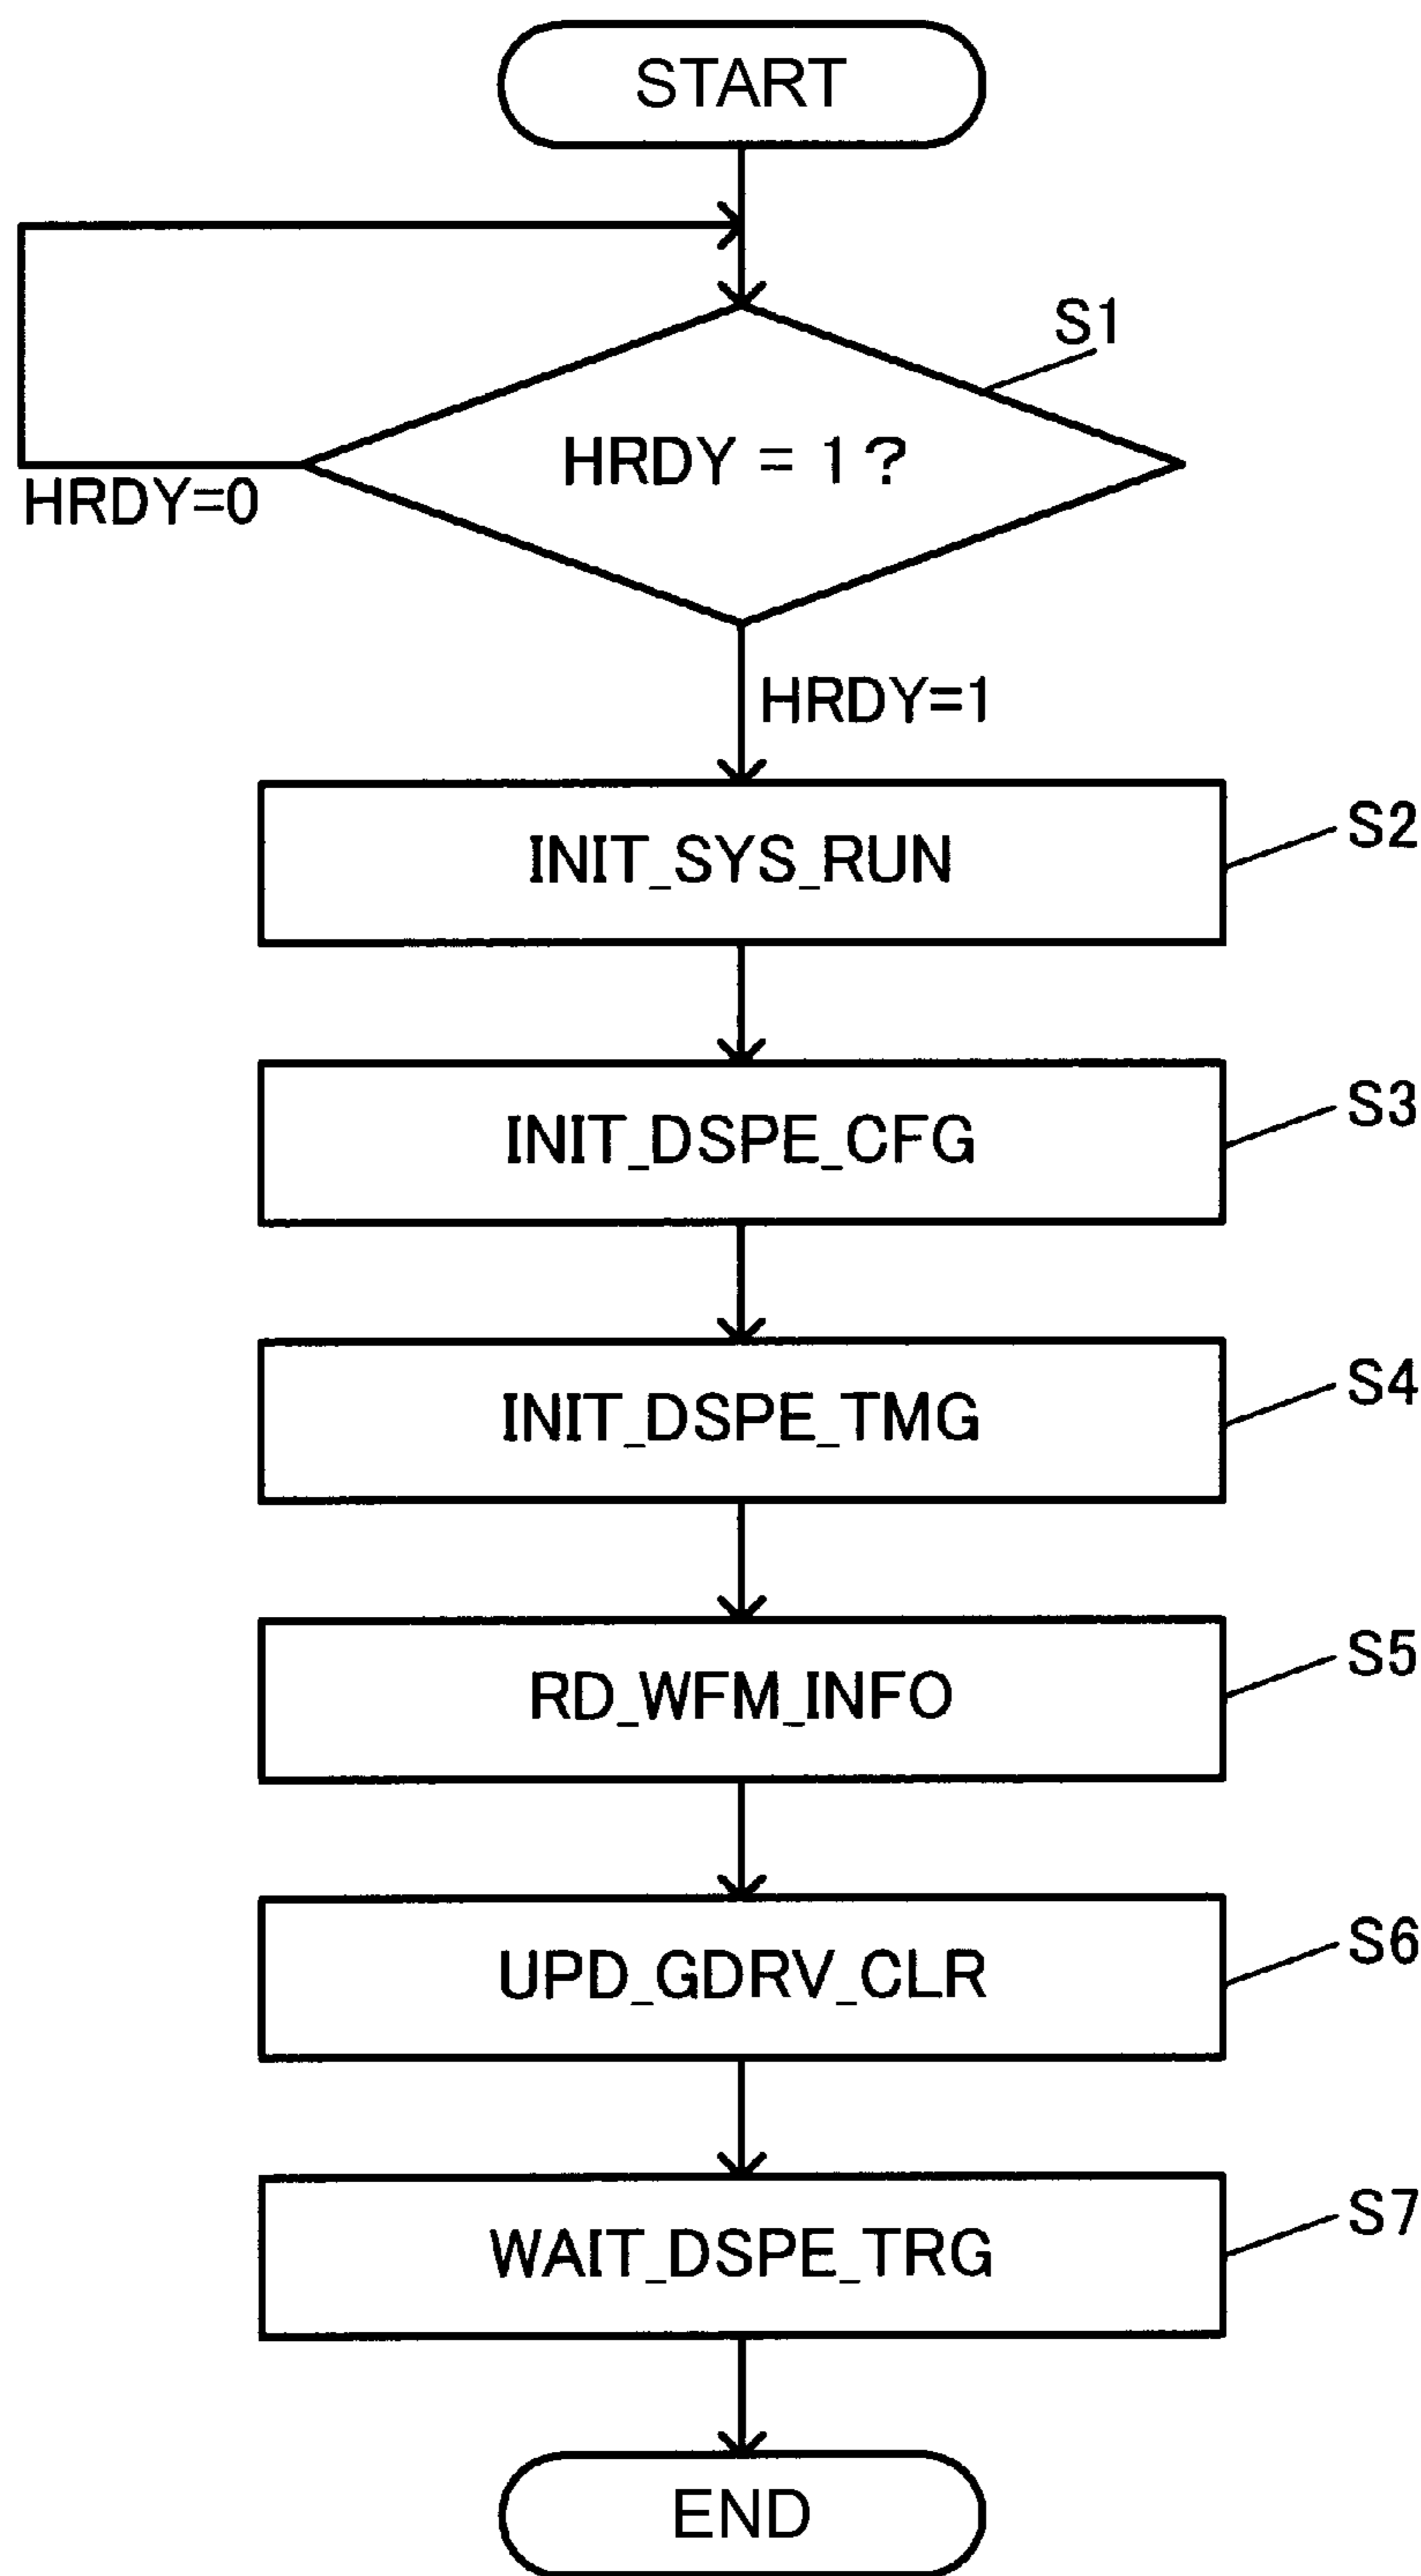 START
S1
HRDY = 1 ?
HRDY=0
HRDY=1
INIT_SYS_RUN
S2
INIT_DSPE_CFG
S3
INIT_DSPE_TMG
S4
RD_WFM_INFO
S5
UPD_GDRV_CLR
S6
WAIT_DSPE_TRG
S7
END